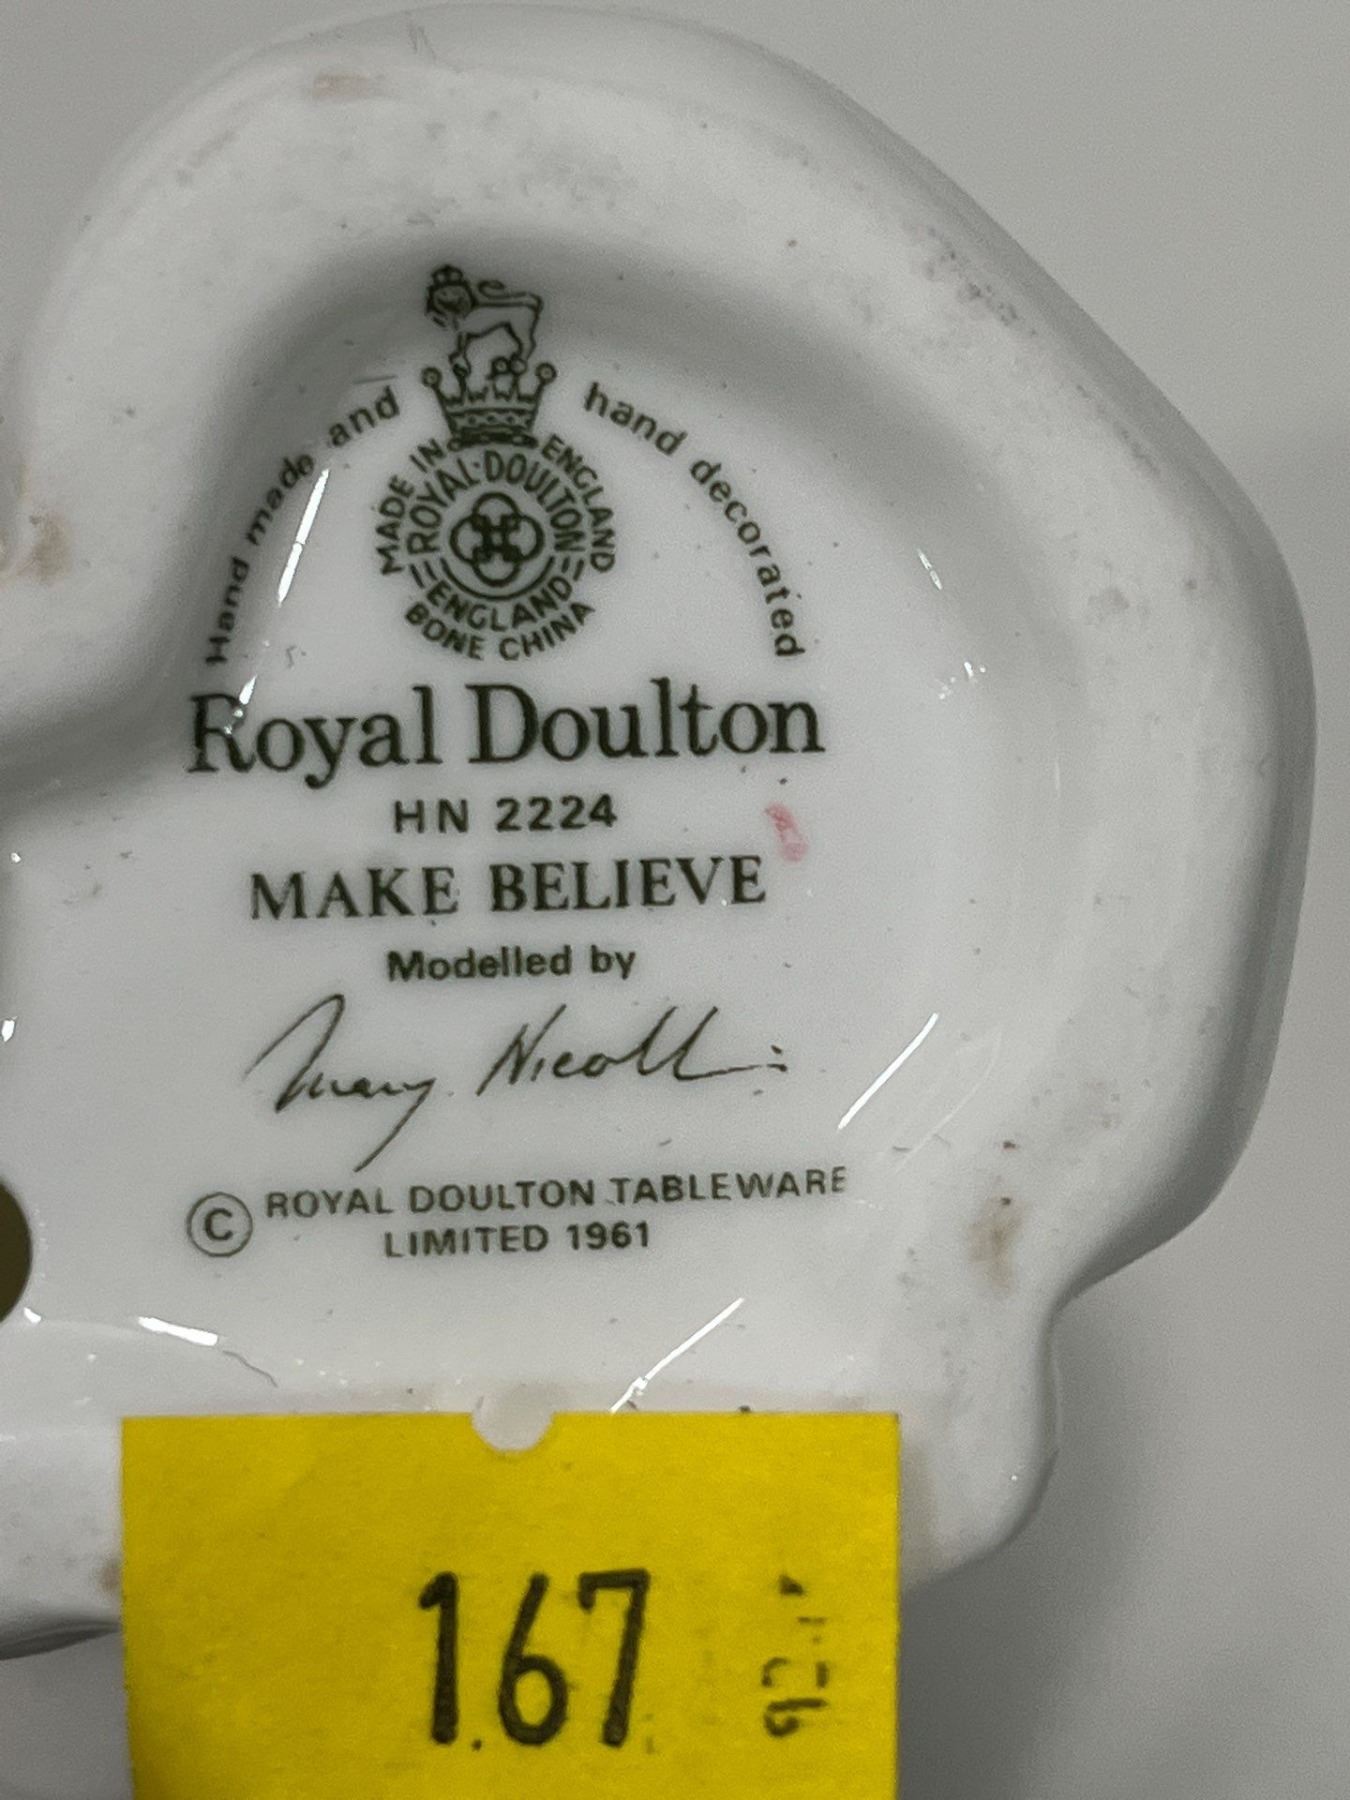 Hand made and hand decorated
MADE IN ENGLAND
ROYAL·DOULTON
ENGLAND
BONE CHINA
Royal Doulton
HN 2224
MAKE BELIEVE
Modelled by
Mary Nicoll
© ROYAL DOULTON TABLEWARE
LIMITED 1961
167